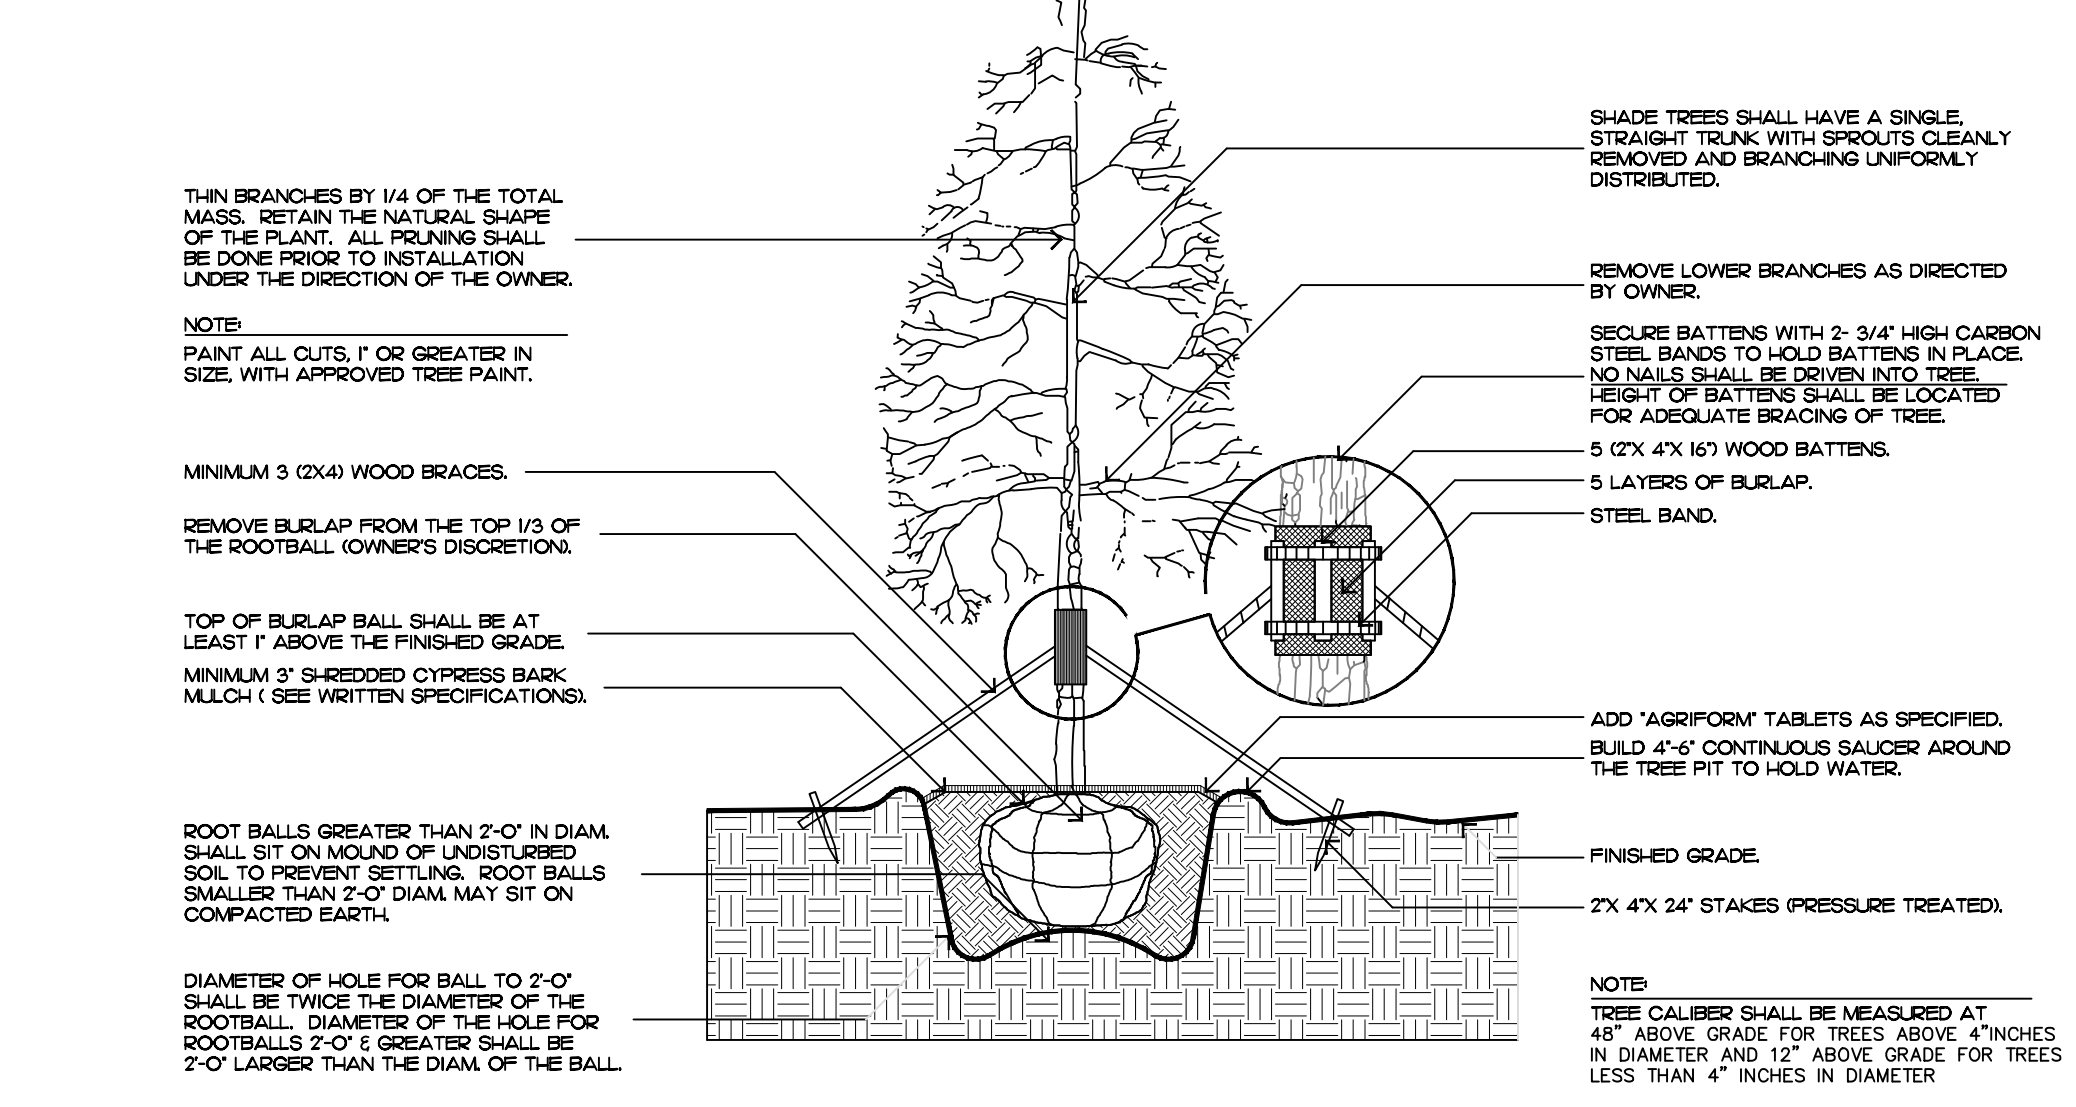 THIN BRANCHES BY 1/4 OF THE TOTAL
MASS.  RETAIN THE NATURAL SHAPE
OF THE PLANT.  ALL PRUNING SHALL
BE DONE PRIOR TO INSTALLATION
UNDER THE DIRECTION OF THE OWNER.
NOTE:
PAINT ALL CUTS, 1" OR GREATER IN
SIZE, WITH APPROVED TREE PAINT.
MINIMUM 3 (2X4) WOOD BRACES.
REMOVE BURLAP FROM THE TOP 1/3 OF
THE ROOTBALL (OWNER'S DISCRETION).
TOP OF BURLAP BALL SHALL BE AT
LEAST 1" ABOVE THE FINISHED GRADE.
MINIMUM 3" SHREDDED CYPRESS BARK
MULCH ( SEE WRITTEN SPECIFICATIONS).
ROOT BALLS GREATER THAN 2'-0" IN DIAM.
SHALL SIT ON MOUND OF UNDISTURBED
SOIL TO PREVENT SETTLING.  ROOT BALLS
SMALLER THAN 2'-0" DIAM. MAY SIT ON
COMPACTED EARTH.
DIAMETER OF HOLE FOR BALL TO 2'-0"
SHALL BE TWICE THE DIAMETER OF THE
ROOTBALL.  DIAMETER OF THE HOLE FOR
ROOTBALLS 2'-0" & GREATER SHALL BE
2'-0" LARGER THAN THE DIAM. OF THE BALL.
SHADE TREES SHALL HAVE A SINGLE,
STRAIGHT TRUNK WITH SPROUTS CLEANLY
REMOVED AND BRANCHING UNIFORMLY
DISTRIBUTED.
REMOVE LOWER BRANCHES AS DIRECTED
BY OWNER.
SECURE BATTENS WITH 2- 3/4" HIGH CARBON
STEEL BANDS TO HOLD BATTENS IN PLACE.
NO NAILS SHALL BE DRIVEN INTO TREE.
HEIGHT OF BATTENS SHALL BE LOCATED
FOR ADEQUATE BRACING OF TREE.
5 (2"X 4"X 16") WOOD BATTENS.
5 LAYERS OF BURLAP.
STEEL BAND.
ADD "AGRIFORM" TABLETS AS SPECIFIED.
BUILD 4"-6" CONTINUOUS SAUCER AROUND
THE TREE PIT TO HOLD WATER.
FINISHED GRADE.
2"X 4"X 24" STAKES (PRESSURE TREATED).
NOTE:
TREE CALIBER SHALL BE MEASURED AT
48" ABOVE GRADE FOR TREES ABOVE 4"INCHES
IN DIAMETER AND 12" ABOVE GRADE FOR TREES
LESS THAN 4" INCHES IN DIAMETER